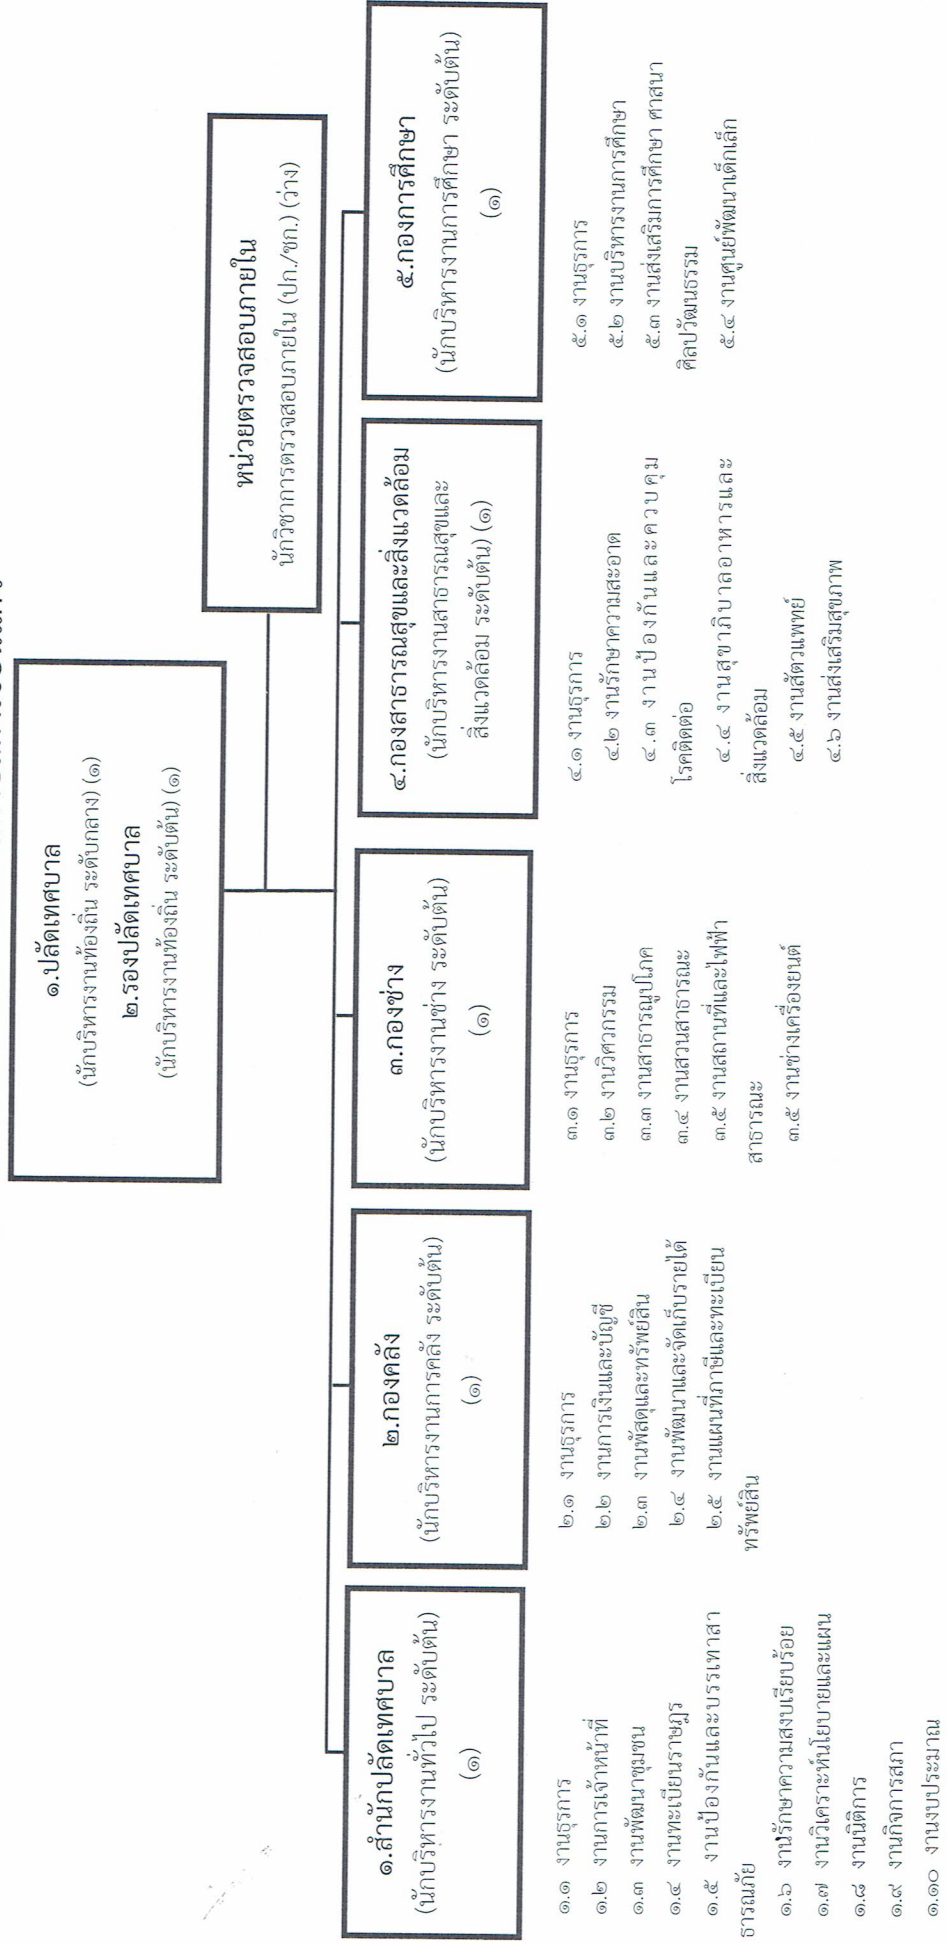 ๑.ปลัดเทศบาล
(นักบริหารงานท้องถิ่น ระดับกลาง) (๑)
๒.รองปลัดเทศบาล
(นักบริหารงานท้องถิ่น ระดับต้น) (๑)
หน่วยตรวจสอบภายใน
นักวิชาการตรวจสอบภายใน (ปก./ชก.) (ว่าง)
๑.สำนักปลัดเทศบาล
(นักบริหารงานทั่วไป ระดับต้น)
(๑)
๑.๑ งานธุรการ
๑.๒ งานการเจ้าหน้าที่
๑.๓ งานพัฒนาชุมชน
๑.๔ งานทะเบียนราษฎร
๑.๕ งานป้องกันและบรรเทาสา
ธารณภัย
๑.๖ งานรักษาความสงบเรียบร้อย
๑.๗ งานวิเคราะห์นโยบายและแผน
๑.๘ งานนิติการ
๑.๙ งานกิจการสภา
๑.๑๐ งานงบประมาณ
๒.กองคลัง
(นักบริหารงานการคลัง ระดับต้น)
(๑)
๒.๑ งานธุรการ
๒.๒ งานการเงินและบัญชี
๒.๓ งานพัสดุและทรัพย์สิน
๒.๔ งานพัฒนาและจัดเก็บรายได้
๒.๕ งานแผนที่ภาษีและทะเบียน
ทรัพย์สิน
๓.กองช่าง
(นักบริหารงานช่าง ระดับต้น)
(๑)
๓.๑ งานธุรการ
๓.๒ งานวิศวกรรม
๓.๓ งานสาธารณูปโภค
๓.๔ งานสวนสาธารณะ
๓.๕ งานสถานที่และไฟฟ้า
สาธารณะ
๓.๕ งานช่างเครื่องยนต์
๔.กองสาธารณสุขและสิ่งแวดล้อม
(นักบริหารงานสาธารณสุขและ
สิ่งแวดล้อม ระดับต้น) (๑)
๔.๑ งานธุรการ
๔.๒ งานรักษาความสะอาด
๔.๓ งานป้องกันและควบคุม
โรคติดต่อ
๔.๔ งานสุขาภิบาลอาหารและ
สิ่งแวดล้อม
๔.๕ งานสัตวแพทย์
๔.๖ งานส่งเสริมสุขภาพ
๕.กองการศึกษา
(นักบริหารงานการศึกษา ระดับต้น)
(๑)
๕.๑ งานธุรการ
๕.๒ งานบริหารงานการศึกษา
๕.๓ งานส่งเสริมการศึกษา ศาสนา
ศิลปวัฒนธรรม
๕.๔ งานศูนย์พัฒนาเด็กเล็ก